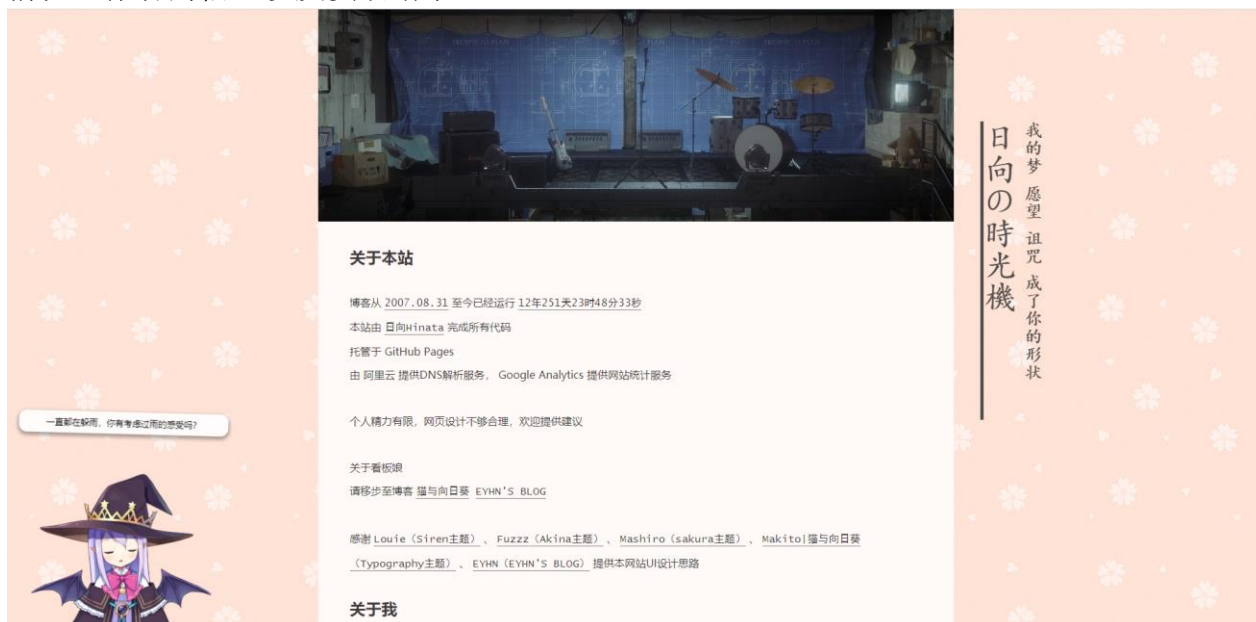 关于本站
博客从 2007.08.31 至今已经运行 12年251天23时48分33秒
本站由 日向Hinata 完成所有代码
托管于 GitHub Pages
由 阿里云 提供DNS解析服务， Google Analytics 提供网站统计服务
个人精力有限，网页设计不够合理，欢迎提供建议
关于看板娘
请移步至博客 猫与向日葵 EYHN'S BLOG
感谢 Louie（Siren主题）、 Fuzzz（Akina主题）、 Mashiro（sakura主题）、 Makito|猫与向日葵
（Typography主题）、 EYHN（EYHN'S BLOG） 提供本网站UI设计思路
关于我
一直都在躲雨，你有考虑过雨的感受吗?
我的梦 愿望 诅咒 成了你的形状
日向の時光機